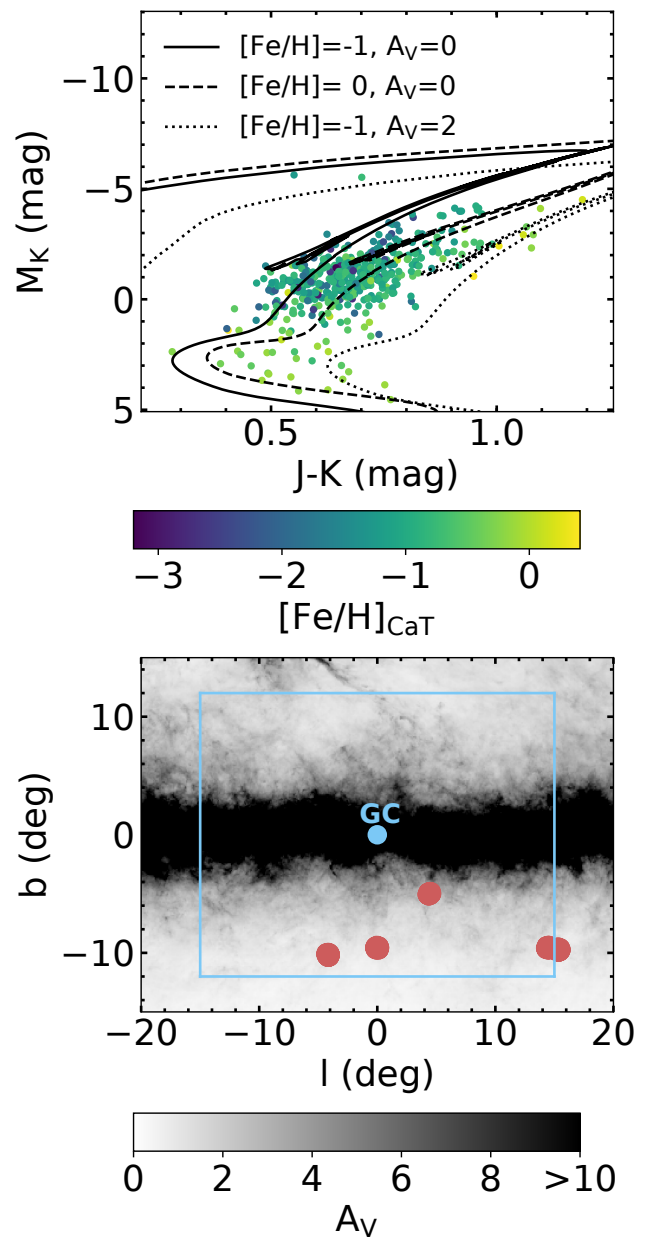 [Fe/H]=-1, A_V=0
[Fe/H]= 0, A_V=0
[Fe/H]=-1, A_V=2
−10
−5
0
5
M_K (mag)
0.5 1.0
J-K (mag)
−3 −2 −1 0
[Fe/H]_CaT
10
0
−10
b (deg)
GC
−20 −10 0 10 20
l (deg)
0 2 4 6 8 >10
A_V